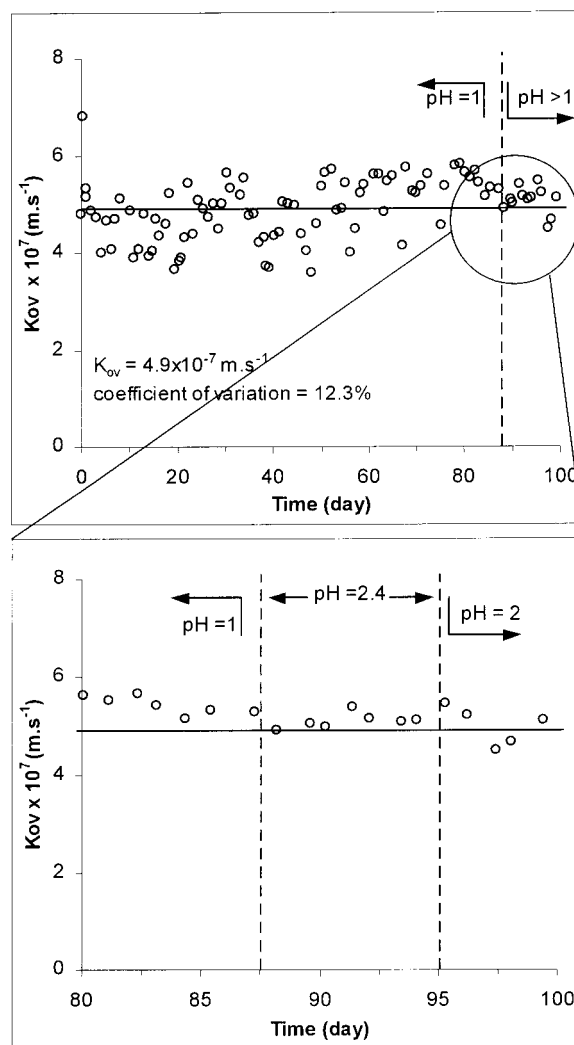 8
pH=1
pH >1
6
4
2
0
Kov x 10⁷ (m.s⁻¹)
K_ov = 4.9x10⁻⁷ m.s⁻¹
coefficient of variation = 12.3%
0 20 40 60 80 100
Time (day)
8
pH =2.4
pH =1
pH = 2
6
4
2
0
Kov x 10⁷ (m.s⁻¹)
80 85 90 95 100
Time (day)